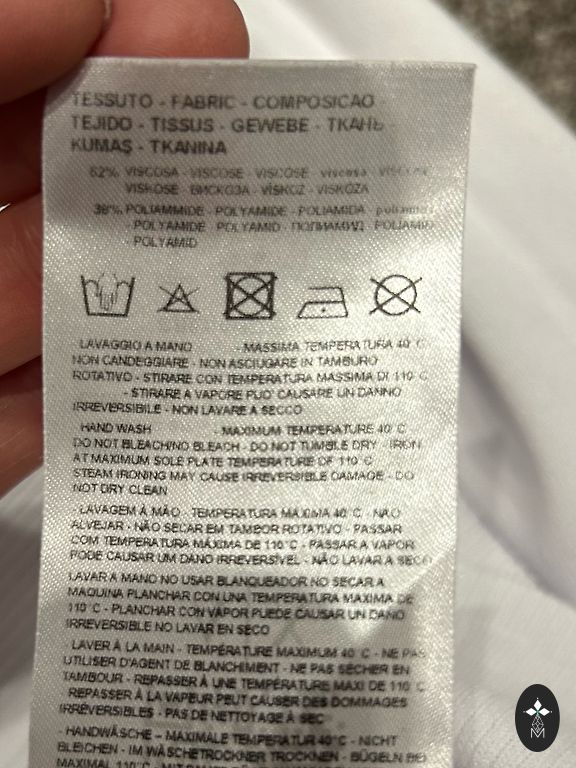 TESSUTO - FABRIC - COMPOSICAO -
TEJIDO - TISSUS - GEWEBE - ТКАНЬ -
KUMAŞ - TKANINA
62% VISCOSA - VISCOSE - VISCOSE - viscosa -
VISKOSE - ВИСКОЗА - VİSKOZ - VISKOZA
38% POLIAMMIDE - POLYAMIDE - POLIAMIDA -
- POLYAMIDE - POLYAMID - ПОЛИАМИД - POLIAMID
- POLYAMID
LAVAGGIO A MANO - MASSIMA TEMPERATURA 40°C
NON CANDEGGIARE - NON ASCIUGARE IN TAMBURO
ROTATIVO - STIRARE CON TEMPERATURA MASSIMA DI 110°C
- STIRARE A VAPORE PUO' CAUSARE UN DANNO
IRREVERSIBILE - NON LAVARE A SECCO
HAND WASH - MAXIMUM TEMPERATURE 40°C
DO NOT BLEACH/NO BLEACH - DO NOT TUMBLE DRY - IRON
AT MAXIMUM SOLE PLATE TEMPERATURE OF 110°C
STEAM IRONING MAY CAUSE IRREVERSIBLE DAMAGE - DO
NOT DRY CLEAN
LAVAGEM À MÃO - TEMPERATURA MÁXIMA 40°C - NÃO
ALVEJAR - NÃO SECAR EM TAMBOR ROTATIVO - PASSAR
COM TEMPERATURA MÁXIMA DE 110°C - PASSAR A VAPOR
PODE CAUSAR UM DANO IRREVERSÍVEL - NÃO LAVAR A SECO
LAVAR A MANO NO USAR BLANQUEADOR NO SECAR A
MAQUINA PLANCHAR CON UNA TEMPERATURA MAXIMA DE
110°C - PLANCHAR CON VAPOR PUEDE CAUSAR UN DANO
IRREVERSIBLE NO LAVAR EN SECO
LAVER À LA MAIN - TEMPÉRATURE MAXIMUM 40°C - NE PAS
UTILISER D'AGENT DE BLANCHIMENT - NE PAS SÉCHER EN
TAMBOUR - REPASSER À UNE TEMPÉRATURE MAXI DE 110°C
REPASSER À LA VAPEUR PEUT CAUSER DES DOMMAGES
IRRÉVERSIBLES - PAS DE NETTOYAGE À SEC
- HANDWÄSCHE - MAXIMALE TEMPERATUR 40°C - NICHT
BLEICHEN - IM WÄSCHETROCKNER TROCKNEN - BÜGELN BEI
MAXIMAL 110°C